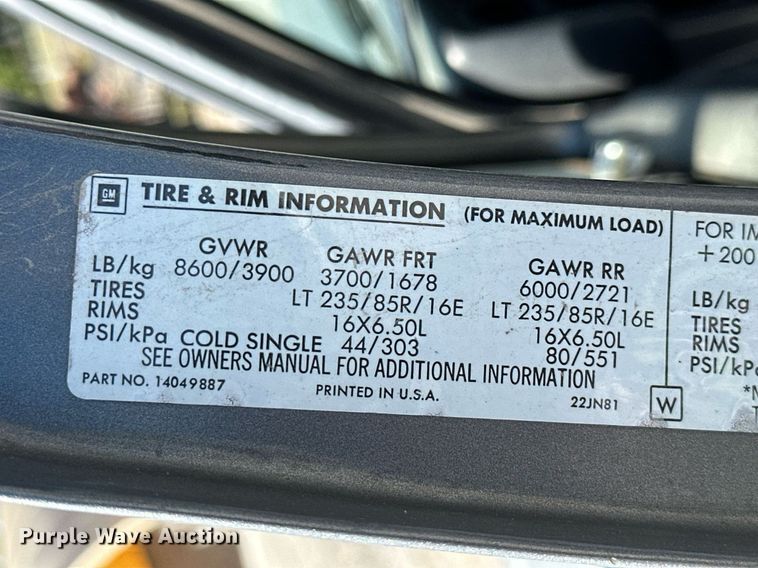 GM TIRE & RIM INFORMATION (FOR MAXIMUM LOAD)
GVWR GAWR FRT GAWR RR
LB/kg 8600/3900 3700/1678 6000/2721
TIRES LT 235/85R/16E LT 235/85R/16E
RIMS 16X6.50L 16X6.50L
PSI/kPa COLD SINGLE 44/303 80/551
SEE OWNERS MANUAL FOR ADDITIONAL INFORMATION
PART NO. 14049887 PRINTED IN U.S.A. 22JN81 W
FOR IM
+200
LB/kg
TIRES
RIMS
PSI/kPa
Purple Wave Auction